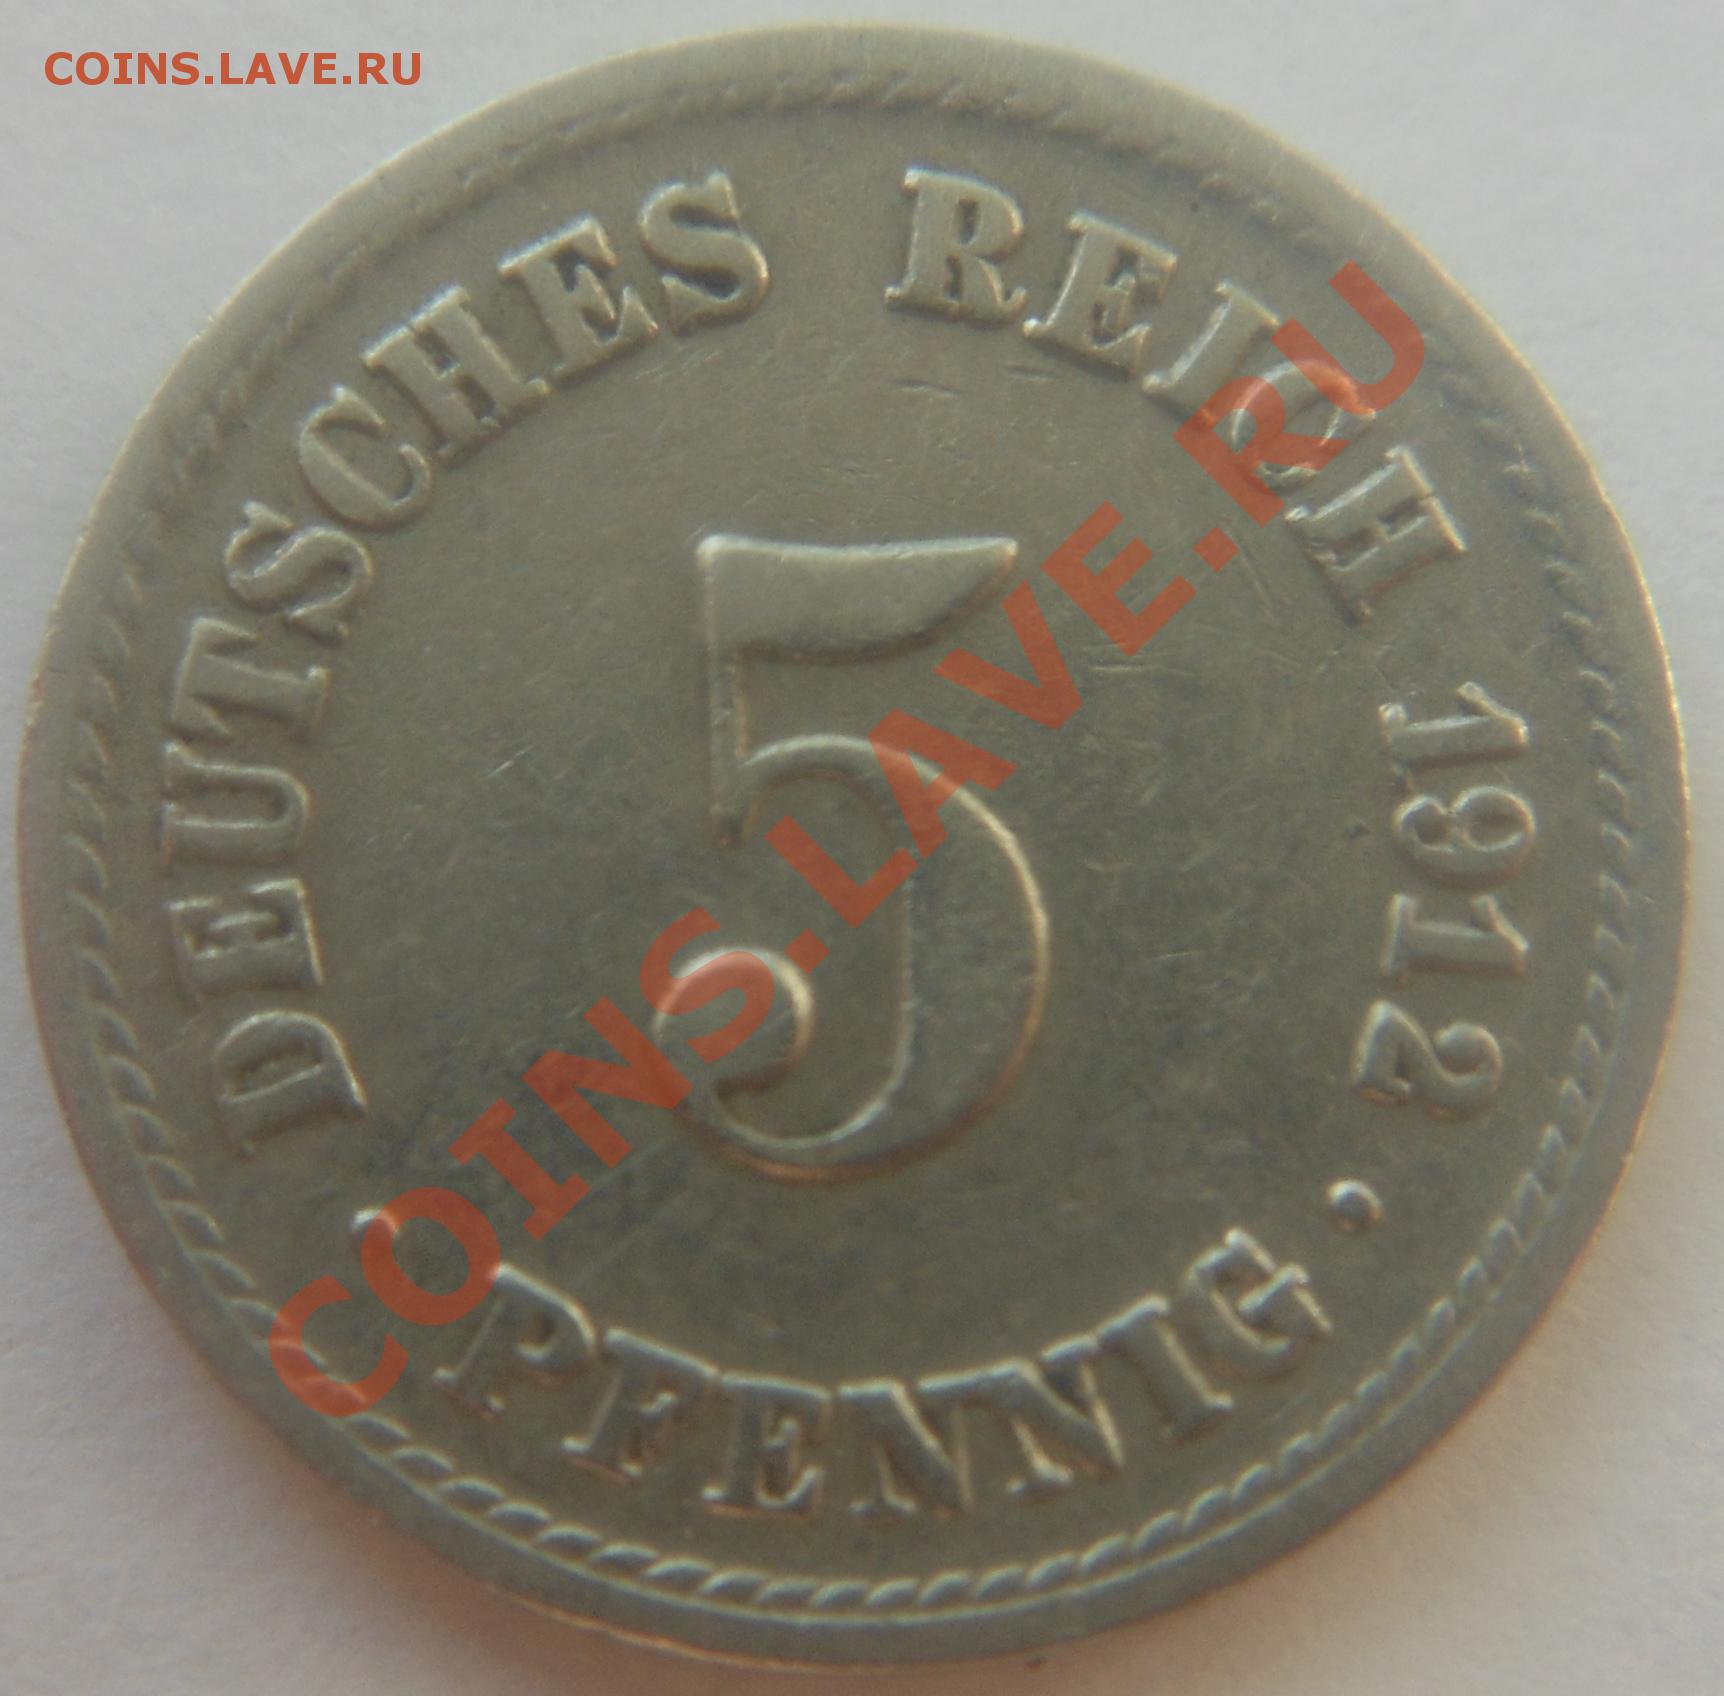 COINS.LAVE.RU
DEUTSCHES REICH 1912
5
· PFENNIG ·
COINS.LAVE.RU